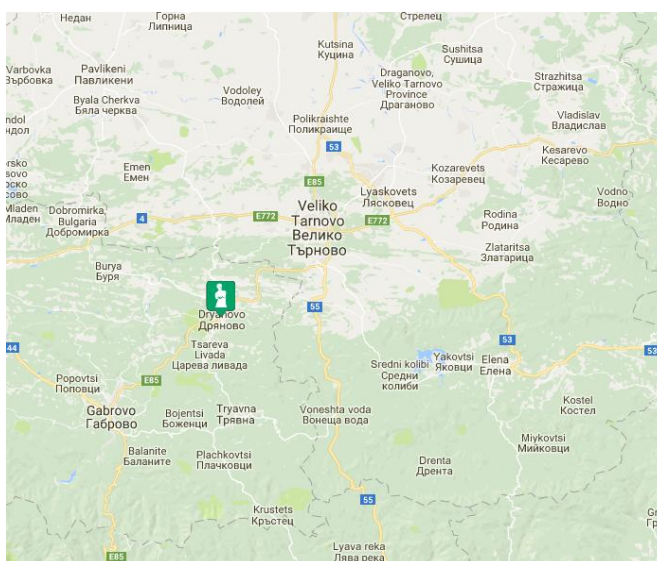 Недан
Горна
Липница
Стрелец
Kutsina
Куцина
Sushitsa
Сушица
Varbovka
Върбовка
Pavlikeni
Павликени
Draganovo,
Veliko Tarnovo
Province
Драганово
Strazhitsa
Стражица
Byala Cherkva
Бяла черква
Vodoley
Водолей
Polikraishte
Поликраище
Vladislav
Владислав
53
Kesarevo
Кесарево
Emen
Емен
Kozarevets
Козаревец
E85
Lyaskovets
Лясковец
Vodno
Водно
Mladen
Младен
Dobromirka,
Bulgaria
Добромирка
4
E772
Veliko
Tarnovo
Велико
Търново
E772
Rodina
Родина
Zlataritsa
Златарица
Burya
Буря
55
Dryanovo
Дряново
53
53
44
Tsareva
Livada
Царева ливада
Sredni kolibi
Средни
колиби
Yakovtsi
Яковци
Elena
Елена
E85
Popovtsi
Поповци
Gabrovo
Габрово
Bojentsi
Боженци
Tryavna
Трявна
Voneshta voda
Вонеща вода
Kostel
Костел
Miykovtsi
Мийковци
Balanite
Баланите
Plachkovtsi
Плачковци
Drenta
Дрента
55
Krustets
Кръстец
Lyava reka
Лява река
E85